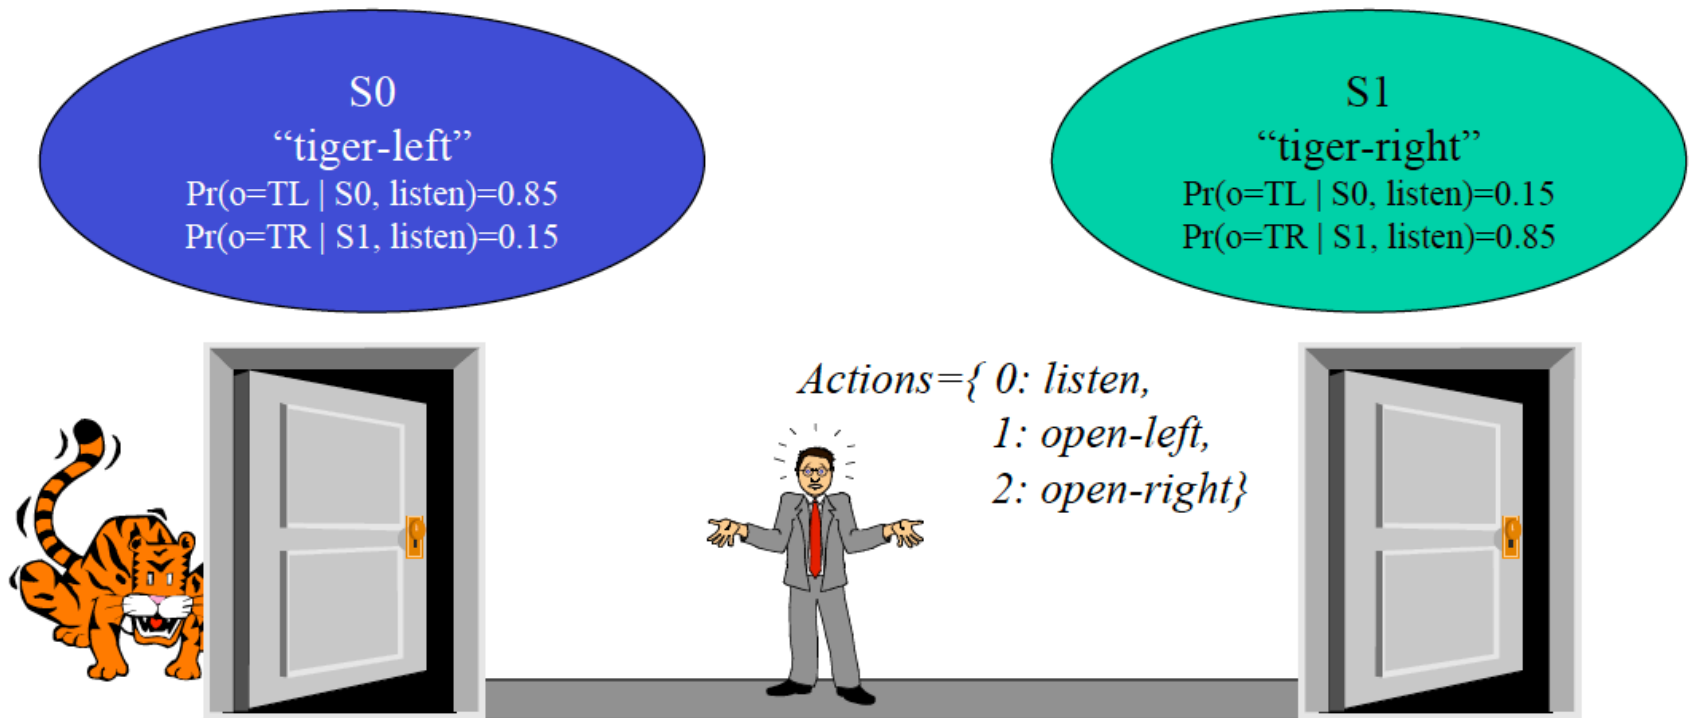 S0
“tiger-left”
Pr(o=TL | S0, listen)=0.85
Pr(o=TR | S1, listen)=0.15
S1
“tiger-right”
Pr(o=TL | S0, listen)=0.15
Pr(o=TR | S1, listen)=0.85
Actions={ 0: listen,
1: open-left,
2: open-right}